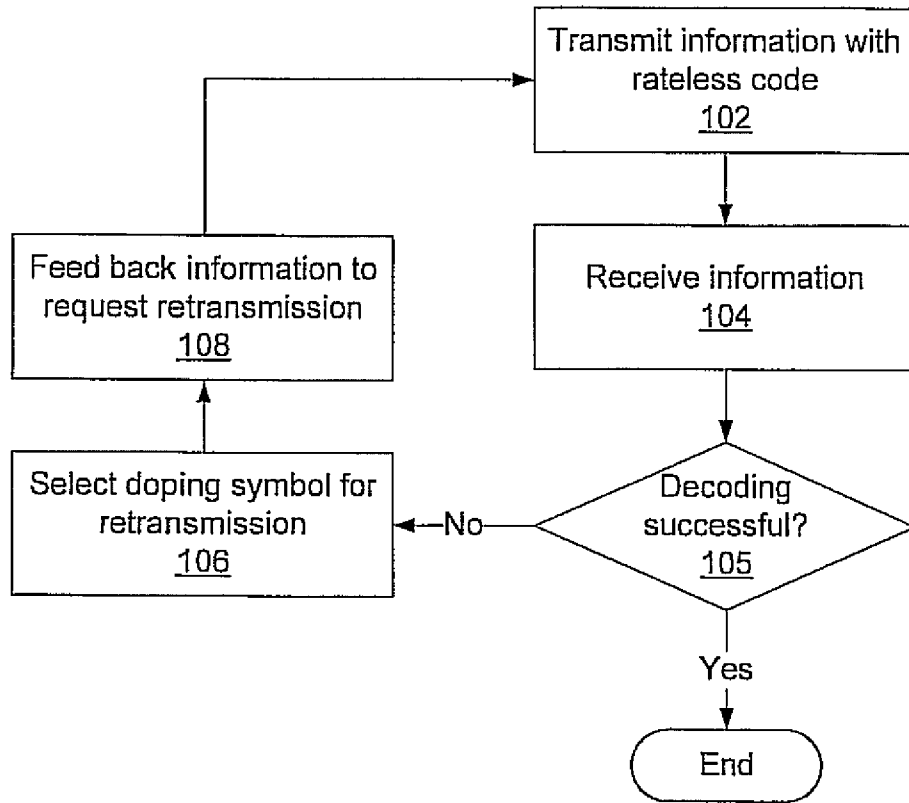 Transmit information with
rateless code
102
Receive information
104
Decoding
successful?
105
No
Select doping symbol for
retransmission
106
Feed back information to
request retransmission
108
Yes
End